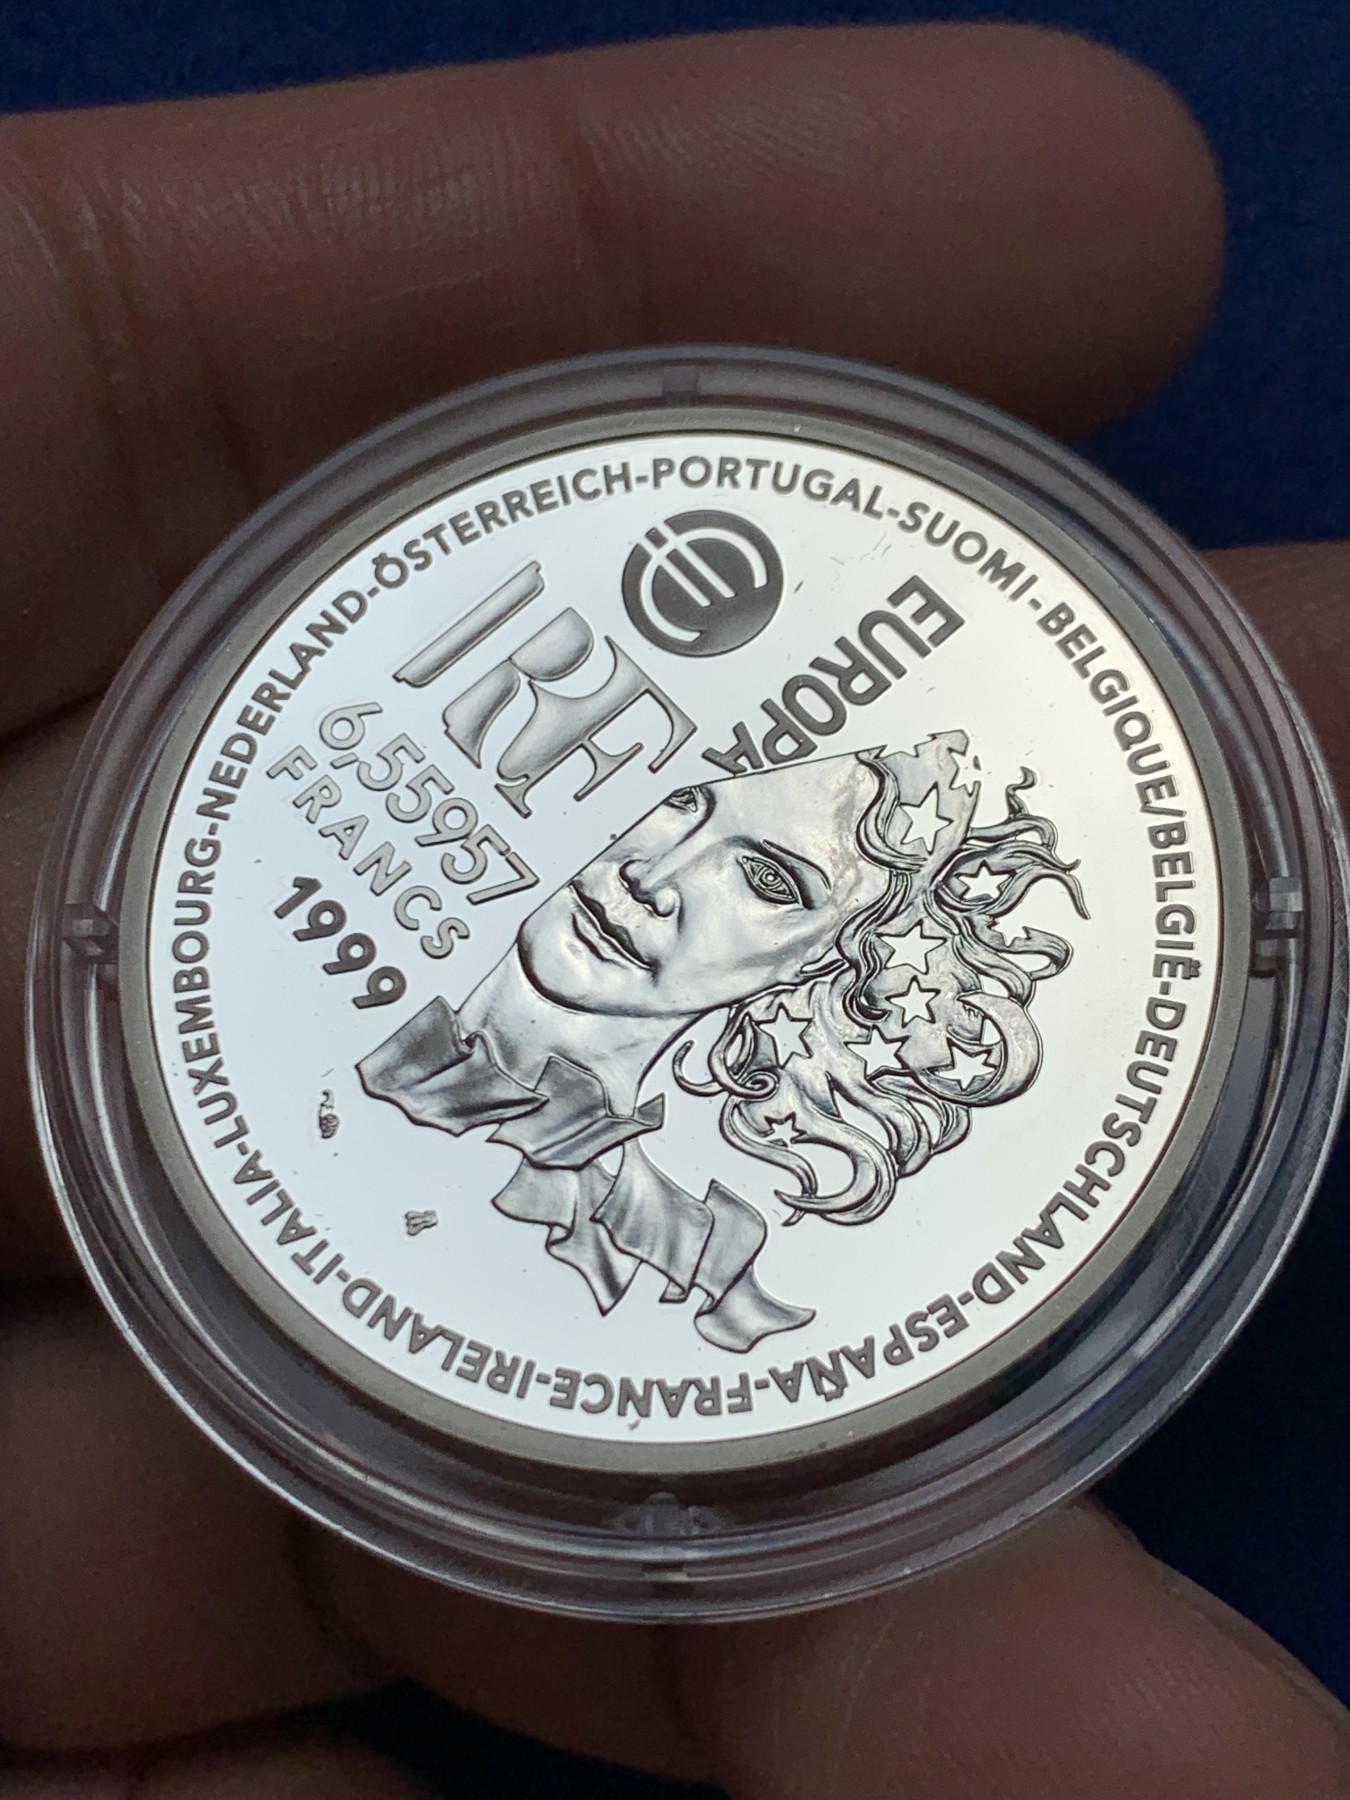 BELGIQUE/BELGIË-DEUTSCHLAND-ESPAÑA-FRANCE-IRELAND-ITALIA-LUXEMBOURG-NEDERLAND-ÖSTERREICH-PORTUGAL-SUOMI-
EUROPA
RF
6,55957
FRANCS
1999